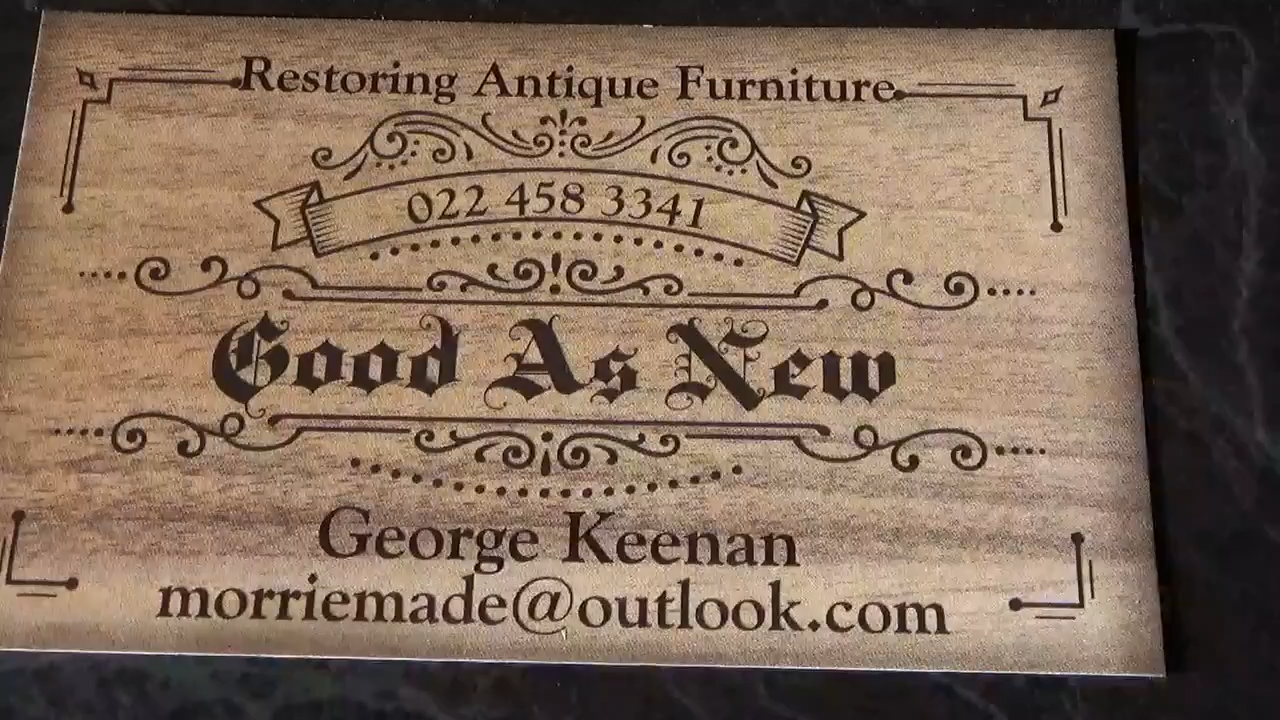 Restoring Antique Furniture
022 458 3341
Good As New
George Keenan
morriemade@outlook.com